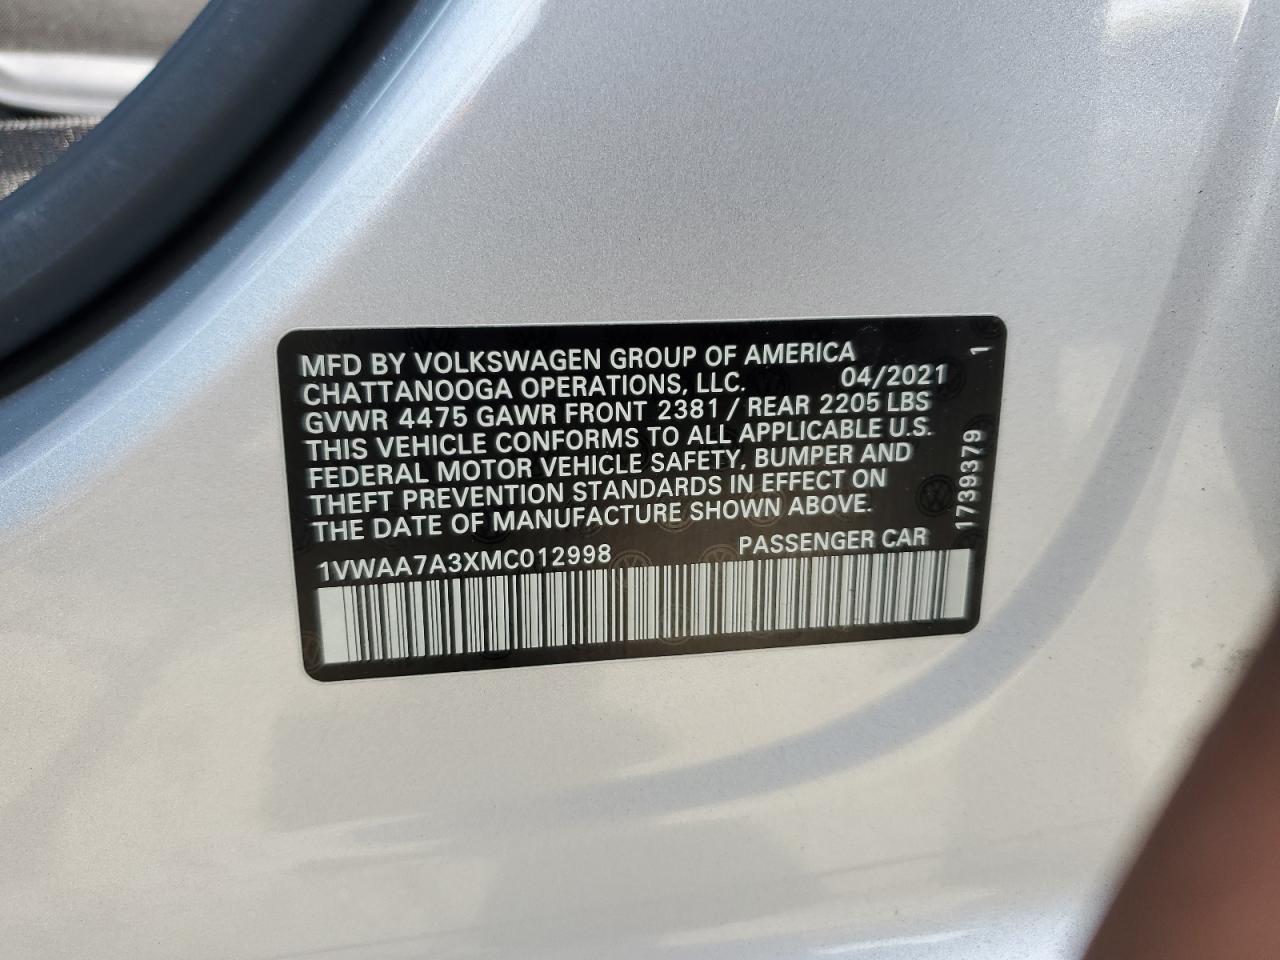 MFD BY VOLKSWAGEN GROUP OF AMERICA
CHATTANOOGA OPERATIONS, LLC. 04/2021
GVWR 4475 GAWR FRONT 2381 / REAR 2205 LBS
THIS VEHICLE CONFORMS TO ALL APPLICABLE U.S.
FEDERAL MOTOR VEHICLE SAFETY, BUMPER AND
THEFT PREVENTION STANDARDS IN EFFECT ON
THE DATE OF MANUFACTURE SHOWN ABOVE.
1VWAA7A3XMC012998 PASSENGER CAR
1739379 1